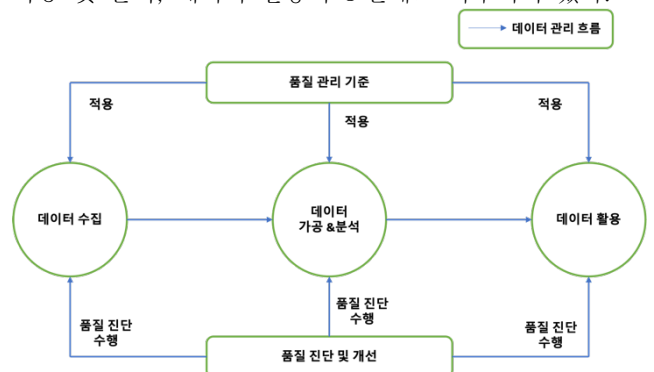 데이터 관리 흐름
품질 관리 기준
적용
적용
적용
데이터 수집
데이터
가공 &분석
데이터 활용
품질 진단
수행
품질 진단
수행
품질 진단
수행
품질 진단 및 개선